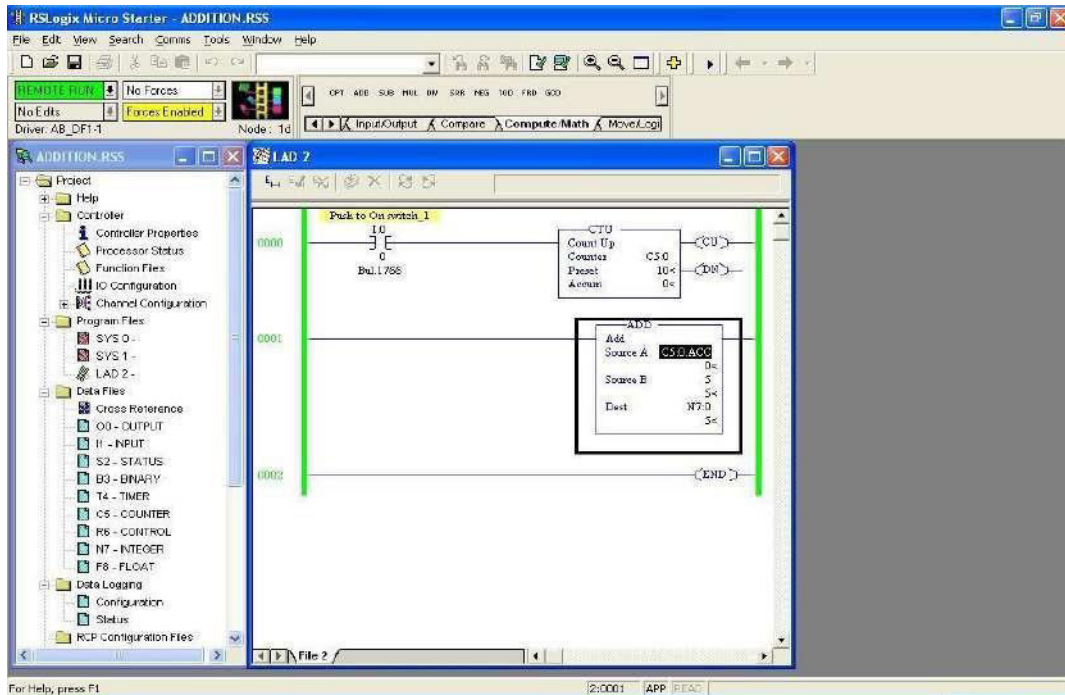 RSLogix Micro Starter - ADDITION.RSS
File Edit View Search Comms Tools Window Help
REMOTE RUN
No Forces
No Edits
Forces Enabled
Driver: AB_DF1-1
Node: 1d
CPT ADD SUB MUL DIV SQR NEG TOD FRD GCD
Input/Output
Compare
Compute/Math
Move/Logi
ADDITION.RSS
Project
Help
Controller
Controller Properties
Processor Status
Function Files
IO Configuration
Channel Configuration
Program Files
SYS 0 -
SYS 1 -
LAD 2 -
Data Files
Cross Reference
O0 - OUTPUT
I1 - INPUT
S2 - STATUS
B3 - BINARY
T4 - TIMER
C5 - COUNTER
R6 - CONTROL
N7 - INTEGER
F8 - FLOAT
Data Logging
Configuration
Status
RCP Configuration Files
LAD 2
Push to On switch_1
0000
I:0
0
Bul.1766
CTU
Count Up
Counter C5:0
Preset 10<
Accum 0<
CU
DN
0001
ADD
Add
Source A C5:0.ACC
0<
Source B 5
5<
Dest N7:0
5<
0002
END
File 2
For Help, press F1
2:0001
APP
READ